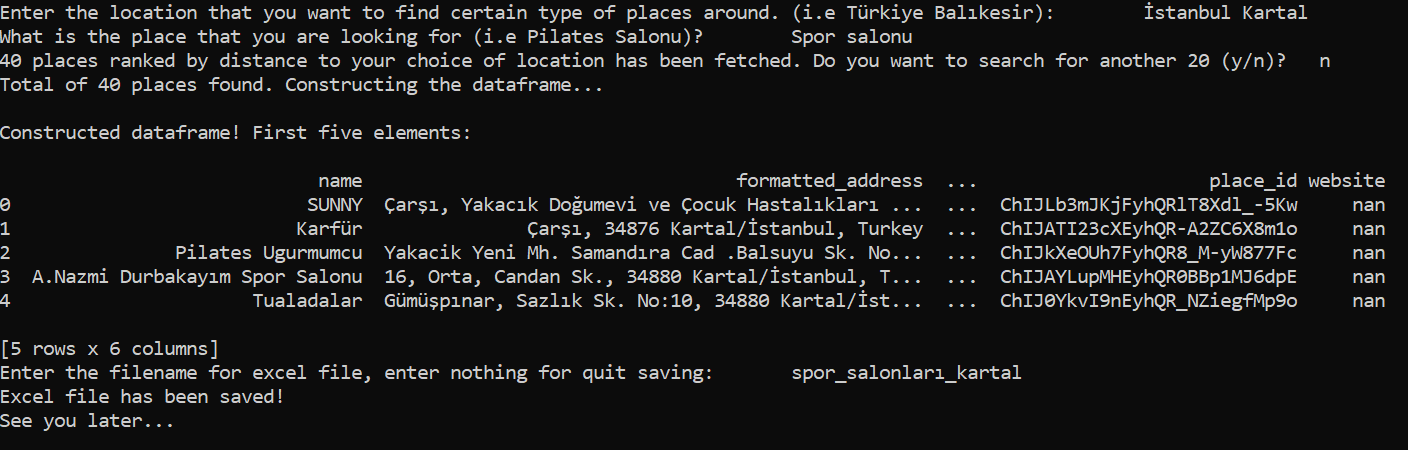 Enter the location that you want to find certain type of places around. (i.e Türkiye Balıkesir): İstanbul Kartal
What is the place that you are looking for (i.e Pilates Salonu)? Spor salonu
40 places ranked by distance to your choice of location has been fetched. Do you want to search for another 20 (y/n)? n
Total of 40 places found. Constructing the dataframe...
Constructed dataframe! First five elements:
name formatted_address ... place_id website
0 SUNNY Çarşı, Yakacık Doğumevi ve Çocuk Hastalıkları ... ... ChIJLb3mJKjFyhQRlT8Xdl_-5Kw nan
1 Karfür Çarşı, 34876 Kartal/İstanbul, Turkey ... ChIJATI23cXEyhQR-A2ZC6X8m1o nan
2 Pilates Ugurmumcu Yakacik Yeni Mh. Samandıra Cad .Balsuyu Sk. No... ... ChIJkXeOUh7FyhQR8_M-yW877Fc nan
3 A.Nazmi Durbakayım Spor Salonu 16, Orta, Candan Sk., 34880 Kartal/İstanbul, T... ... ChIJAYLupMHEyhQR0BBp1MJ6dpE nan
4 Tualadalar Gümüşpınar, Sazlık Sk. No:10, 34880 Kartal/İst... ... ChIJ0YkvI9nEyhQR_NZiegfMp9o nan
[5 rows x 6 columns]
Enter the filename for excel file, enter nothing for quit saving: spor_salonları_kartal
Excel file has been saved!
See you later...